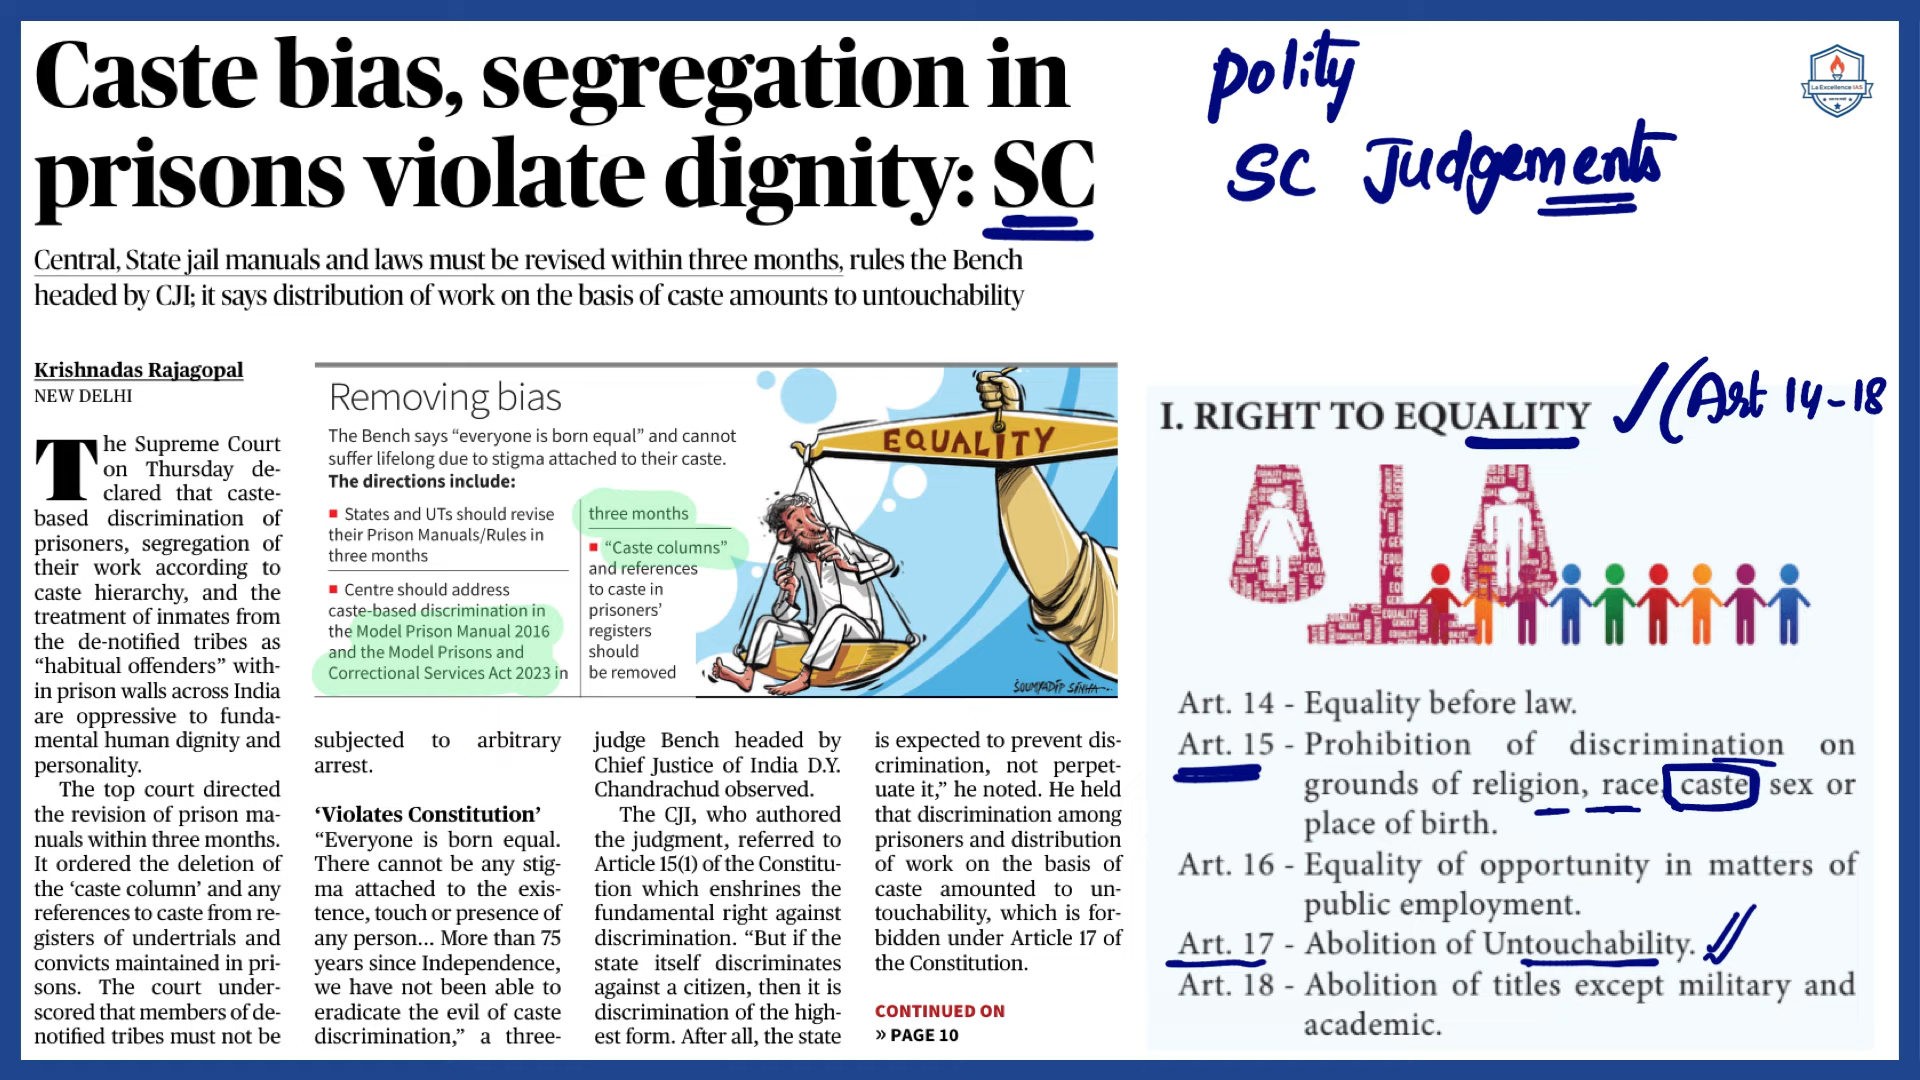 Caste bias, segregation in
prisons violate dignity: SC
Central, State jail manuals and laws must be revised within three months, rules the Bench
headed by CJI; it says distribution of work on the basis of caste amounts to untouchability
Krishnadas Rajagopal
NEW DELHI
The Supreme Court
on Thursday de-
clared that caste-
based discrimination of
prisoners, segregation of
their work according to
caste hierarchy, and the
treatment of inmates from
the de-notified tribes as
“habitual offenders” with-
in prison walls across India
are oppressive to funda-
mental human dignity and
personality.
The top court directed
the revision of prison ma-
nuals within three months.
It ordered the deletion of
the ‘caste column’ and any
references to caste from re-
gisters of undertrials and
convicts maintained in pri-
sons. The court under-
scored that members of de-
notified tribes must not be
Removing bias
The Bench says “everyone is born equal” and cannot
suffer lifelong due to stigma attached to their caste.
The directions include:
States and UTs should revise
their Prison Manuals/Rules in
three months
Centre should address
caste-based discrimination in
the Model Prison Manual 2016
and the Model Prisons and
Correctional Services Act 2023 in
three months
“Caste columns”
and references
to caste in
prisoners’
registers
should
be removed
EQUALITY
SOUMYADIP SINHA
subjected to arbitrary
arrest.
‘Violates Constitution’
“Everyone is born equal.
There cannot be any stig-
ma attached to the exis-
tence, touch or presence of
any person... More than 75
years since Independence,
we have not been able to
eradicate the evil of caste
discrimination,” a three-
judge Bench headed by
Chief Justice of India D.Y.
Chandrachud observed.
The CJI, who authored
the judgment, referred to
Article 15(1) of the Constitu-
tion which enshrines the
fundamental right against
discrimination. “But if the
state itself discriminates
against a citizen, then it is
discrimination of the high-
est form. After all, the state
is expected to prevent dis-
crimination, not perpet-
uate it,” he noted. He held
that discrimination among
prisoners and distribution
of work on the basis of
caste amounted to un-
touchability, which is for-
bidden under Article 17 of
the Constitution.
CONTINUED ON
» PAGE 10
polity
SC Judgements
La Excellence IAS
I. RIGHT TO EQUALITY (Art 14-18
Art. 14 - Equality before law.
Art. 15 - Prohibition of discrimination on
grounds of religion, race, caste sex or
place of birth.
Art. 16 - Equality of opportunity in matters of
public employment.
Art. 17 - Abolition of Untouchability.
Art. 18 - Abolition of titles except military and
academic.